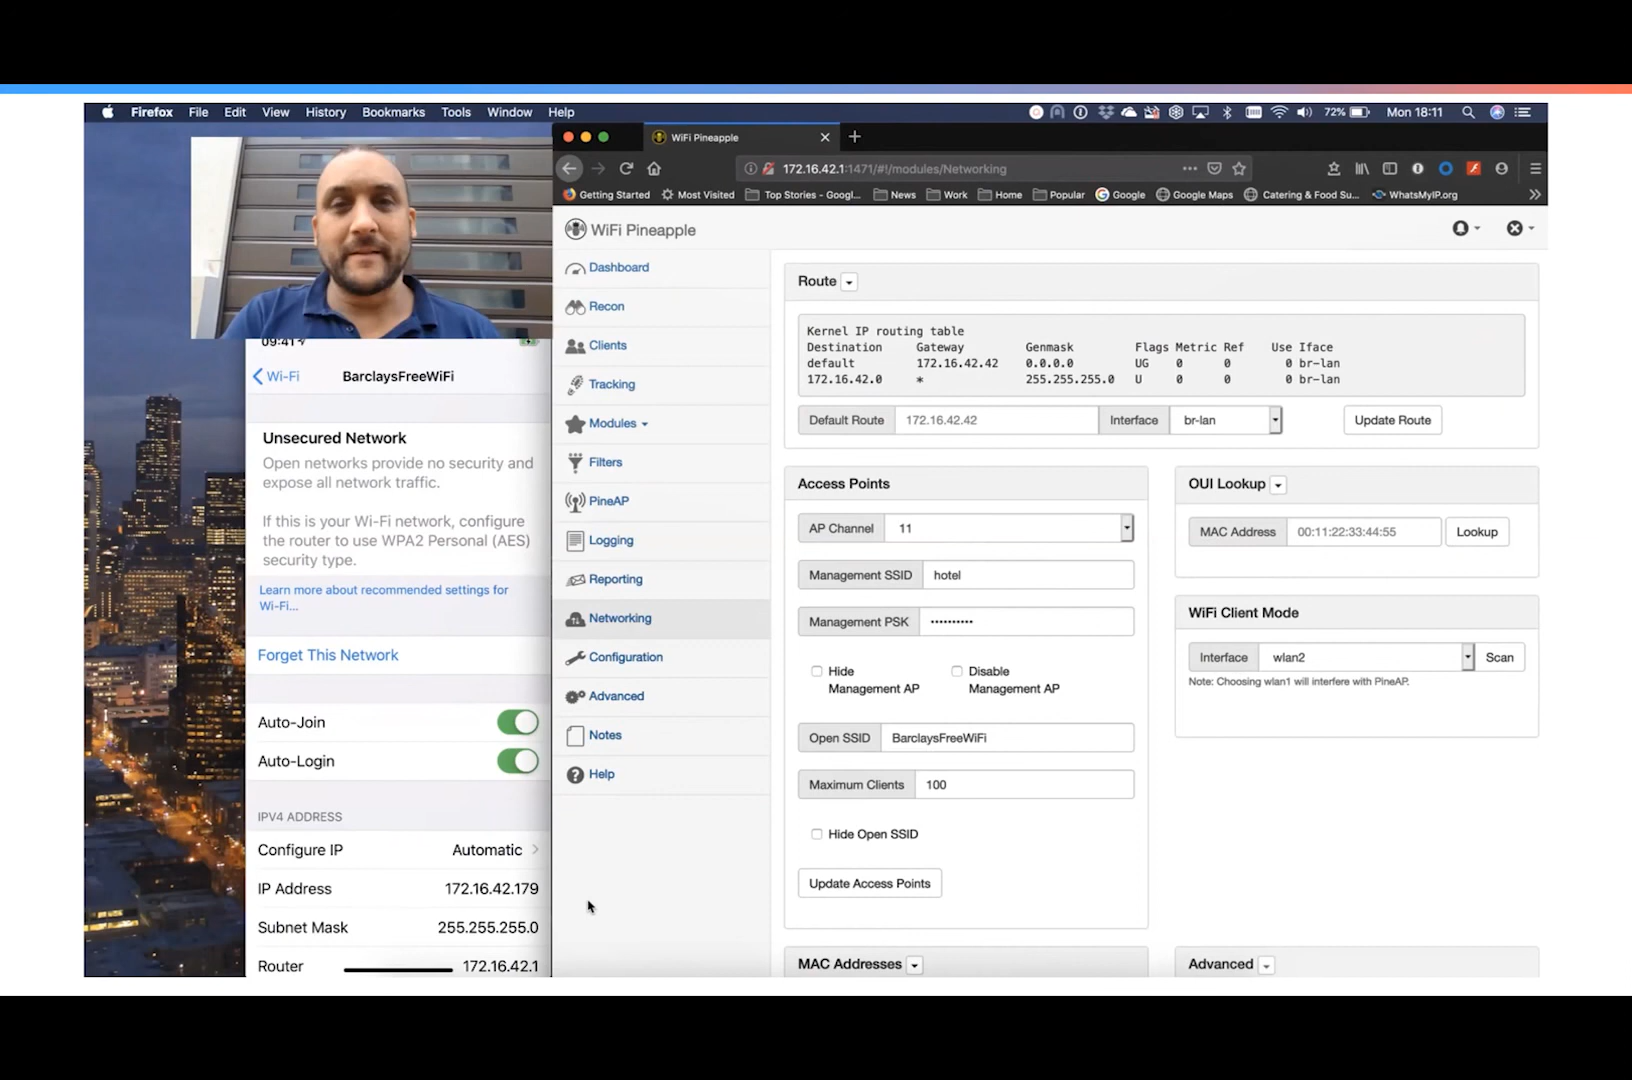 Firefox File Edit View History Bookmarks Tools Window Help 72% Mon 18:11
WiFi Pineapple
172.16.42.1:1471/#!/modules/Networking
Getting Started Most Visited Top Stories - Googl... News Work Home Popular Google Google Maps Catering & Food Su... WhatsMyIP.org
WiFi Pineapple
Dashboard
Recon
Clients
Tracking
Modules
Filters
PineAP
Logging
Reporting
Networking
Configuration
Advanced
Notes
Help
Route
Kernel IP routing table
Destination Gateway Genmask Flags Metric Ref Use Iface
default 172.16.42.42 0.0.0.0 UG 0 0 0 br-lan
172.16.42.0 * 255.255.255.0 U 0 0 0 br-lan
Default Route 172.16.42.42 Interface br-lan Update Route
Access Points
AP Channel 11
Management SSID hotel
Management PSK ••••••••••
Hide Management AP
Disable Management AP
Open SSID BarclaysFreeWiFi
Maximum Clients 100
Hide Open SSID
Update Access Points
OUI Lookup
MAC Address 00:11:22:33:44:55 Lookup
WiFi Client Mode
Interface wlan2 Scan
Note: Choosing wlan1 will interfere with PineAP.
MAC Addresses
Advanced
09:41
Wi-Fi BarclaysFreeWiFi
Unsecured Network
Open networks provide no security and
expose all network traffic.
If this is your Wi-Fi network, configure
the router to use WPA2 Personal (AES)
security type.
Learn more about recommended settings for
Wi-Fi...
Forget This Network
Auto-Join
Auto-Login
IPV4 ADDRESS
Configure IP Automatic
IP Address 172.16.42.179
Subnet Mask 255.255.255.0
Router 172.16.42.1